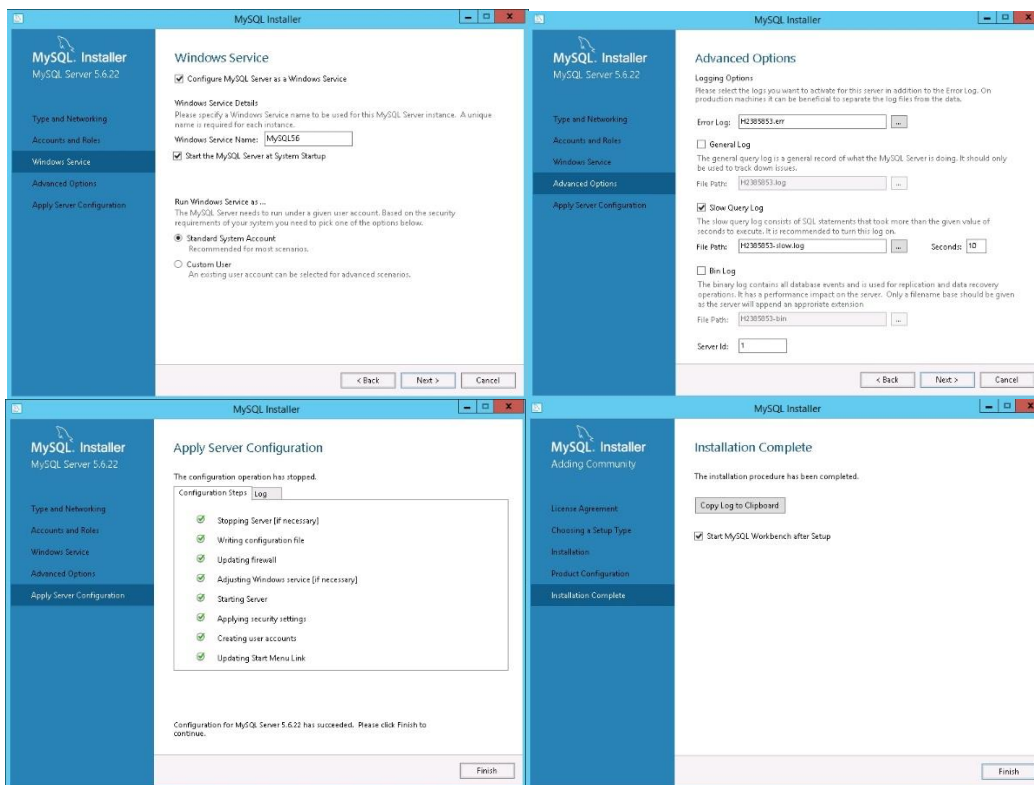 MySQL Installer
MySQL. Installer
MySQL Server 5.6.22
Type and Networking
Accounts and Roles
Windows Service
Advanced Options
Apply Server Configuration
Windows Service
Configure MySQL Server as a Windows Service
Windows Service Details
Please specify a Windows Service name to be used for this MySQL Server instance. A unique
name is required for each instance.
Windows Service Name: MySQL56
Start the MySQL Server at System Startup
Run Windows Service as ...
The MySQL Server needs to run under a given user account. Based on the security
requirements of your system you need to pick one of the options below.
Standard System Account
Recommended for most scenarios.
Custom User
An existing user account can be selected for advanced scenarios.
< Back Next > Cancel
MySQL Installer
MySQL. Installer
MySQL Server 5.6.22
Type and Networking
Accounts and Roles
Windows Service
Advanced Options
Apply Server Configuration
Advanced Options
Logging Options
Please select the logs you want to activate for this server in addition to the Error Log. On
production machines it can be beneficial to separate the log files from the data.
Error Log: H2385853.err ...
General Log
The general query log is a general record of what the MySQL Server is doing. It should only
be used to track down issues.
File Path: H2385853.log ...
Slow Query Log
The slow query log consists of SQL statements that took more than the given value of
seconds to execute. It is recommended to turn this log on.
File Path: H2385853-slow.log ... Seconds: 10
Bin Log
The binary log contains all database events and is used for replication and data recovery
operations. It has a performance impact on the server. Only a filename base should be given
as the server will append an approriate extension
File Path: H2385853-bin ...
Server Id: 1
< Back Next > Cancel
MySQL Installer
MySQL. Installer
MySQL Server 5.6.22
Type and Networking
Accounts and Roles
Windows Service
Advanced Options
Apply Server Configuration
Apply Server Configuration
The configuration operation has stopped.
Configuration Steps Log
Stopping Server [if necessary]
Writing configuration file
Updating firewall
Adjusting Windows service [if necessary]
Starting Server
Applying security settings
Creating user accounts
Updating Start Menu Link
Configuration for MySQL Server 5.6.22 has succeeded. Please click Finish to
continue.
Finish
MySQL Installer
MySQL. Installer
Adding Community
License Agreement
Choosing a Setup Type
Installation
Product Configuration
Installation Complete
Installation Complete
The installation procedure has been completed.
Copy Log to Clipboard
Start MySQL Workbench after Setup
Finish